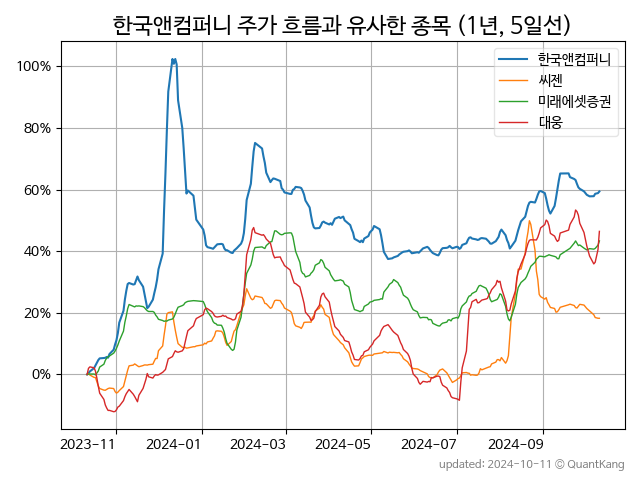 한국앤컴퍼니 주가 흐름과 유사한 종목 (1년, 5일선)
한국앤컴퍼니
씨젠
미래에셋증권
대웅
100%
80%
60%
40%
20%
0%
2023-11
2024-01
2024-03
2024-05
2024-07
2024-09
updated: 2024-10-11 © QuantKang